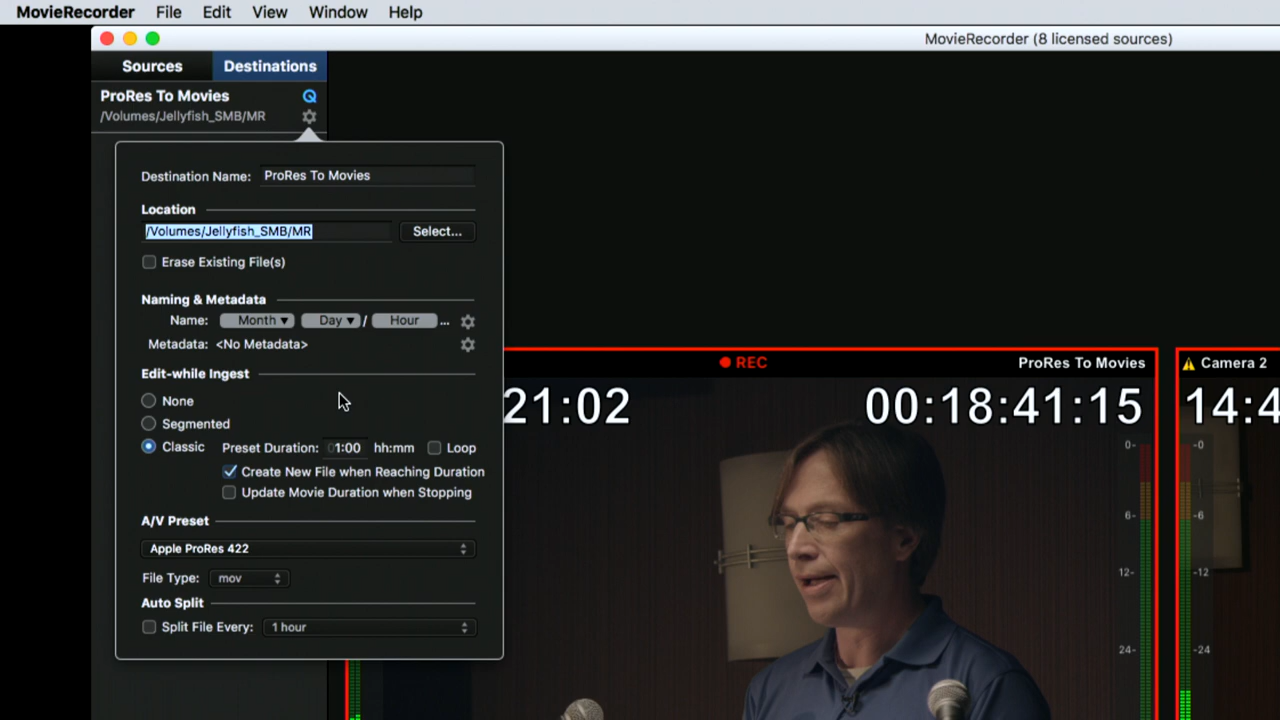 MovieRecorder File Edit View Window Help
MovieRecorder (8 licensed sources)
Sources Destinations
ProRes To Movies
/Volumes/Jellyfish_SMB/MR
Destination Name: ProRes To Movies
Location
/Volumes/Jellyfish_SMB/MR Select...
Erase Existing File(s)
Naming & Metadata
Name: Month ▼ Day ▼ / Hour ...
Metadata: <No Metadata>
Edit-while Ingest
None
Segmented
Classic Preset Duration: 01:00 hh:mm Loop
Create New File when Reaching Duration
Update Movie Duration when Stopping
A/V Preset
Apple ProRes 422
File Type: mov
Auto Split
Split File Every: 1 hour
REC ProRes To Movies
21:02 00:18:41:15
0-
6-
12-
24-
Camera 2
14:4
-0
-6
-12
-24